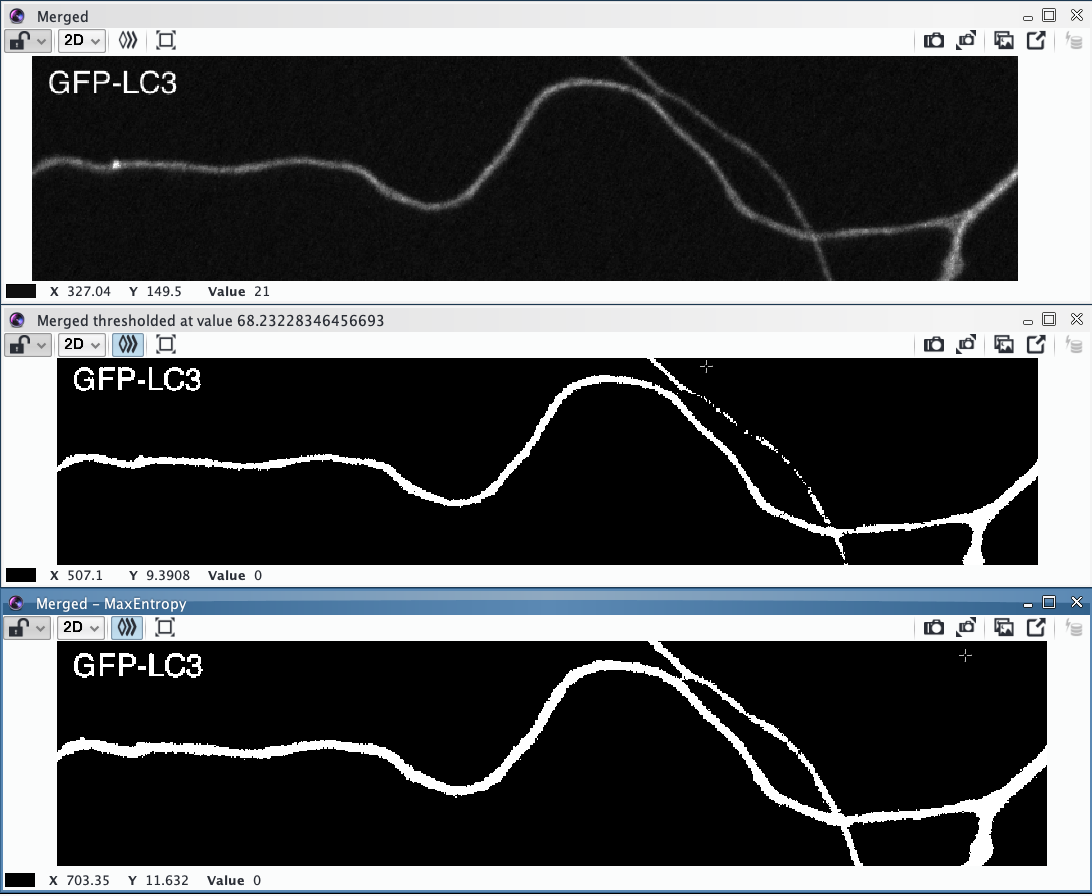 Merged
2D
GFP-LC3
X 327.04 Y 149.5 Value 21
Merged thresholded at value 68.23228346456693
2D
GFP-LC3
X 507.1 Y 9.3908 Value 0
Merged - MaxEntropy
2D
GFP-LC3
X 703.35 Y 11.632 Value 0